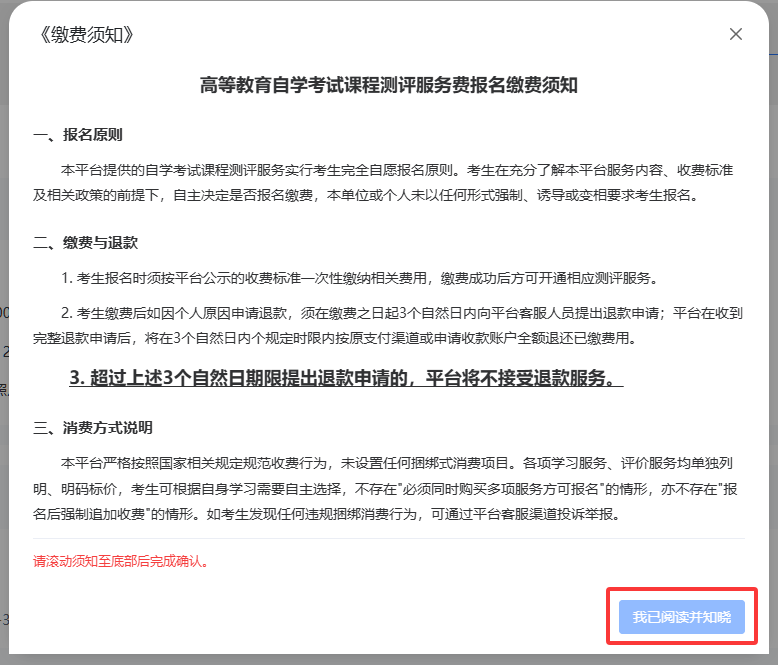 《缴费须知》
高等教育自学考试课程测评服务费报名缴费须知
一、报名原则
本平台提供的自学考试课程测评服务实行考生完全自愿报名原则。考生在充分了解本平台服务内容、收费标准
及相关政策的前提下，自主决定是否报名缴费，本单位或个人未以任何形式强制、诱导或变相要求考生报名。
二、缴费与退款
1. 考生报名时须按平台公示的收费标准一次性缴纳相关费用，缴费成功后方可开通相应测评服务。
2. 考生缴费后如因个人原因申请退款，须在缴费之日起3个自然日内向平台客服人员提出退款申请；平台在收到
完整退款申请后，将在3个自然日内个规定时限内按原支付渠道或申请收款账户全额退还已缴费用。
3. 超过上述3个自然日期限提出退款申请的，平台将不接受退款服务。
三、消费方式说明
本平台严格按照国家相关规定规范收费行为，未设置任何捆绑式消费项目。各项学习服务、评价服务均单独列
明、明码标价，考生可根据自身学习需要自主选择，不存在"必须同时购买多项服务方可报名"的情形，亦不存在"报
名后强制追加收费"的情形。如考生发现任何违规捆绑消费行为，可通过平台客服渠道投诉举报。
请滚动须知至底部后完成确认。
我已阅读并知晓